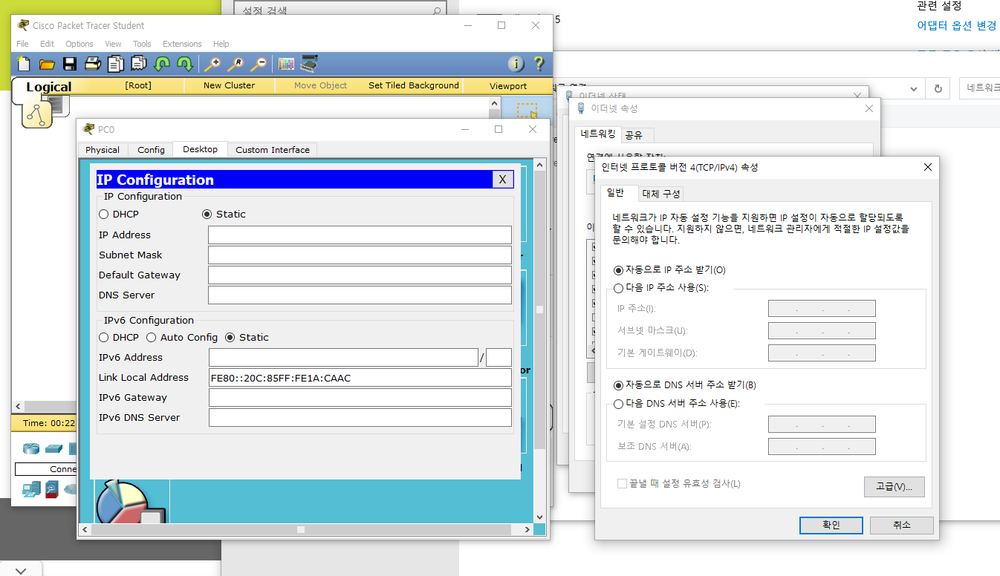 설정 검색
관련 설정
5
어댑터 옵션 변경
Cisco Packet Tracer Student
File Edit Options View Tools Extensions Help
Logical [Root] New Cluster Move Object Set Tiled Background Viewport
이더넷 상태
네트워크
이더넷 속성
네트워킹 공유
PC0
Physical Config Desktop Custom Interface
IP Configuration X
IP Configuration
DHCP Static
IP Address
Subnet Mask
Default Gateway
DNS Server
IPv6 Configuration
DHCP Auto Config Static
IPv6 Address /
Link Local Address FE80::20C:85FF:FE1A:CAAC
IPv6 Gateway
IPv6 DNS Server
or
Time: 00:22
Conne
인터넷 프로토콜 버전 4(TCP/IPv4) 속성
일반 대체 구성
네트워크가 IP 자동 설정 기능을 지원하면 IP 설정이 자동으로 할당되도록
할 수 있습니다. 지원하지 않으면, 네트워크 관리자에게 적절한 IP 설정값을
문의해야 합니다.
자동으로 IP 주소 받기(O)
다음 IP 주소 사용(S):
IP 주소(I):
서브넷 마스크(U):
기본 게이트웨이(D):
자동으로 DNS 서버 주소 받기(B)
다음 DNS 서버 주소 사용(E):
기본 설정 DNS 서버(P):
보조 DNS 서버(A):
끝낼 때 설정 유효성 검사(L)
고급(V)...
확인 취소